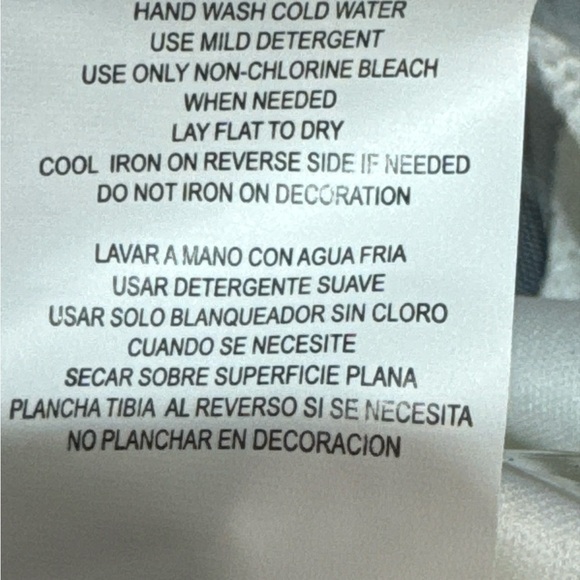 HAND WASH COLD WATER
USE MILD DETERGENT
USE ONLY NON-CHLORINE BLEACH
WHEN NEEDED
LAY FLAT TO DRY
COOL IRON ON REVERSE SIDE IF NEEDED
DO NOT IRON ON DECORATION
LAVAR A MANO CON AGUA FRIA
USAR DETERGENTE SUAVE
USAR SOLO BLANQUEADOR SIN CLORO
CUANDO SE NECESITE
SECAR SOBRE SUPERFICIE PLANA
PLANCHA TIBIA AL REVERSO SI SE NECESITA
NO PLANCHAR EN DECORACION